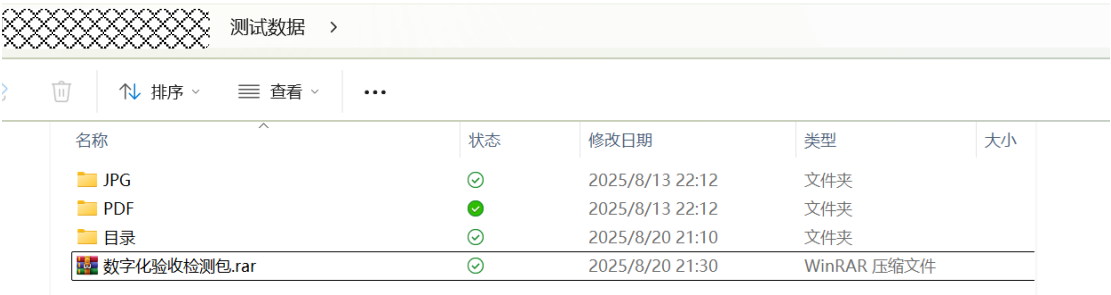 测试数据 >
排序 查看 •••
名称 状态 修改日期 类型 大小
JPG 2025/8/13 22:12 文件夹
PDF 2025/8/13 22:12 文件夹
目录 2025/8/20 21:10 文件夹
数字化验收检测包.rar 2025/8/20 21:30 WinRAR 压缩文件